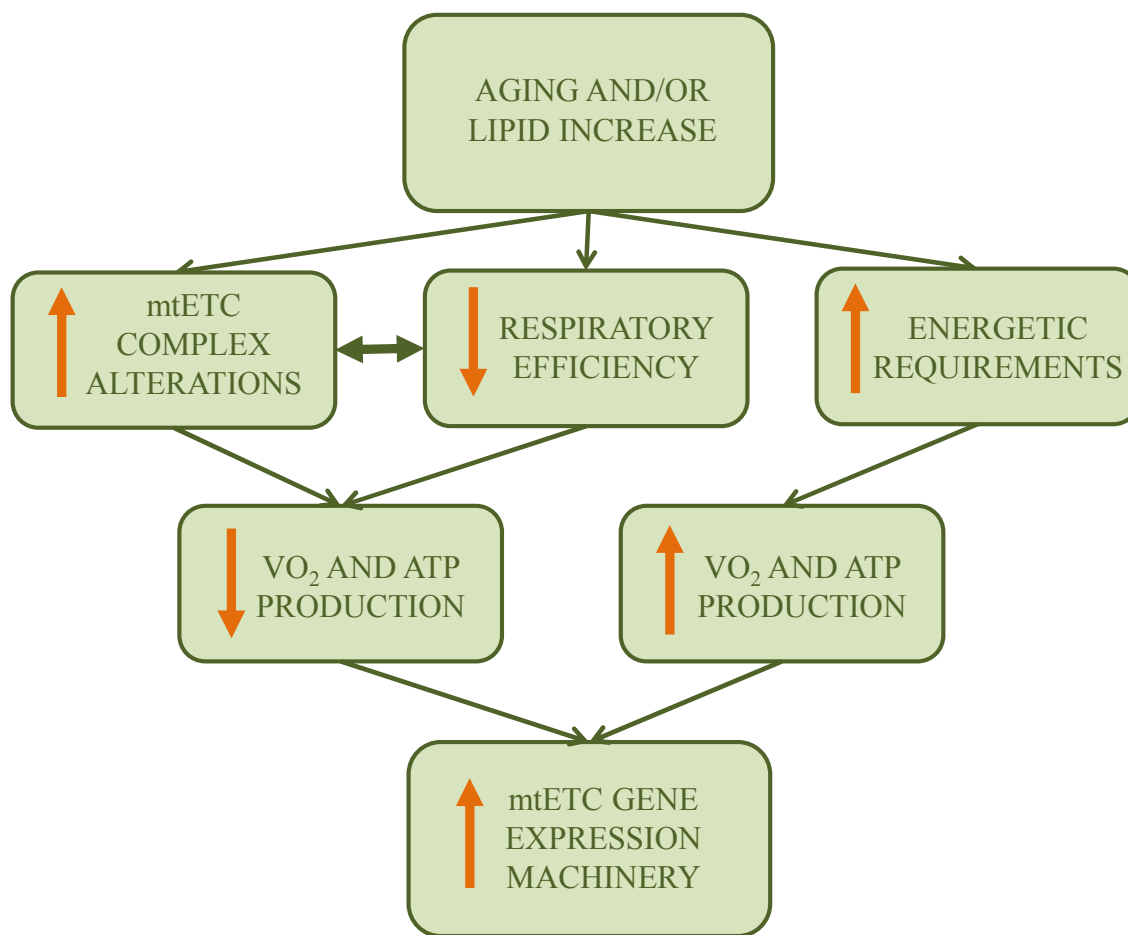 AGING AND/OR
LIPID INCREASE
mtETC
COMPLEX
ALTERATIONS
RESPIRATORY
EFFICIENCY
ENERGETIC
REQUIREMENTS
VO₂ AND ATP
PRODUCTION
VO₂ AND ATP
PRODUCTION
mtETC GENE
EXPRESSION
MACHINERY